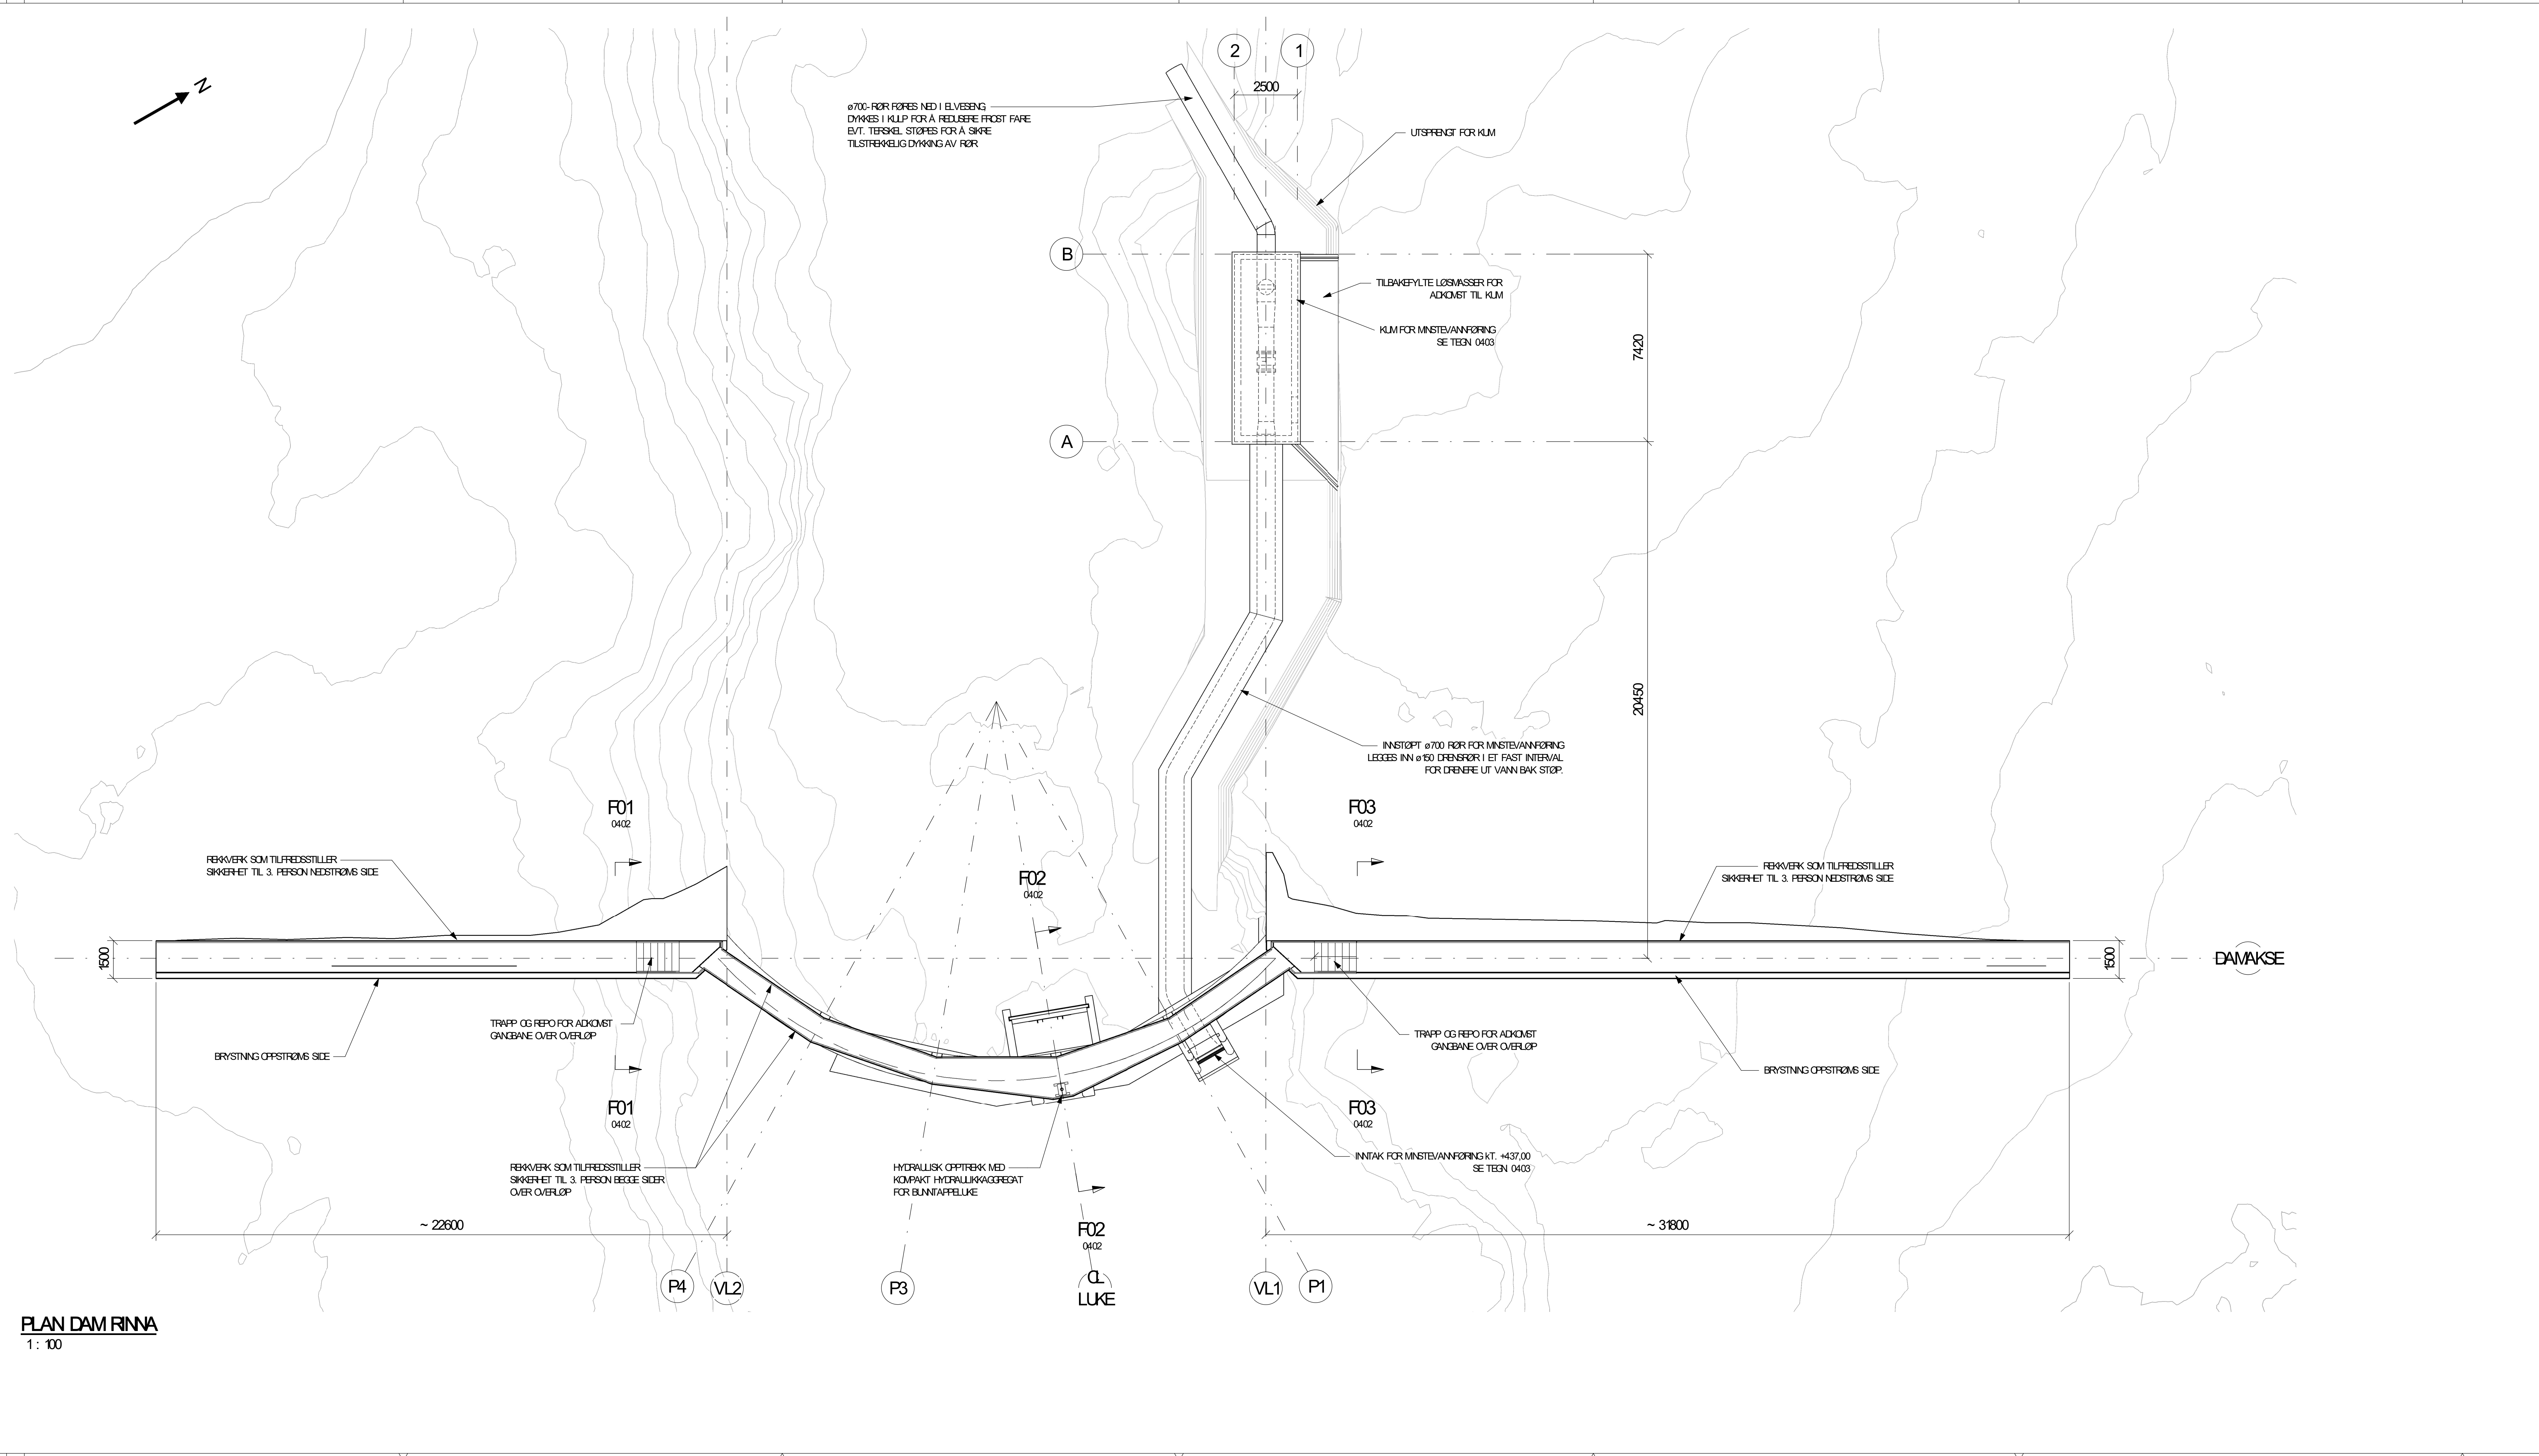 N
2
1
2500
ø700-RØR FØRES NED I ELVESENG,
DYKKES I KULP FOR Å REDUSERE FROST FARE.
EVT. TERSKEL STØPES FOR Å SIKRE
TILSTREKKELIG DYKKING AV RØR
UTSPRENGT FOR KUM
B
TILBAKEFYLTE LØSMASSER FOR
ADKOMST TIL KUM
KUM FOR MINSTEVANNFØRING
SE TEGN. 0403
7420
A
20450
INNSTØPT ø700 RØR FOR MINSTEVANNFØRING
LEGGES INN ø150 DRENSRØR I ET FAST INTERVAL
FOR DRENERE UT VANN BAK STØP.
F01
0402
F03
0402
REKKVERK SOM TILFREDSSTILLER
SIKKERHET TIL 3. PERSON NEDSTRØMS SIDE
F02
0402
REKKVERK SOM TILFREDSSTILLER
SIKKERHET TIL 3. PERSON NEDSTRØMS SIDE
1500
1500
DAMAKSE
TRAPP OG REPO FOR ADKOMST
GANGBANE OVER OVERLØP
BRYSTNING OPPSTRØMS SIDE
TRAPP OG REPO FOR ADKOMST
GANGBANE OVER OVERLØP
BRYSTNING OPPSTRØMS SIDE
F01
0402
F03
0402
REKKVERK SOM TILFREDSSTILLER
SIKKERHET TIL 3. PERSON BEGGE SIDER
OVER OVERLØP
HYDRAULISK OPPTREKK MED
KOMPAKT HYDRAULIKKAGGREGAT
FOR BUNNTAPPELUKE
INNTAK FOR MINSTEVANNFØRING kT. +437,00
SE TEGN. 0403
~ 22600
F02
0402
~ 31800
P4
VL2
P3
CL
LUKE
VL1
P1
PLAN DAM RINNA
1 : 100